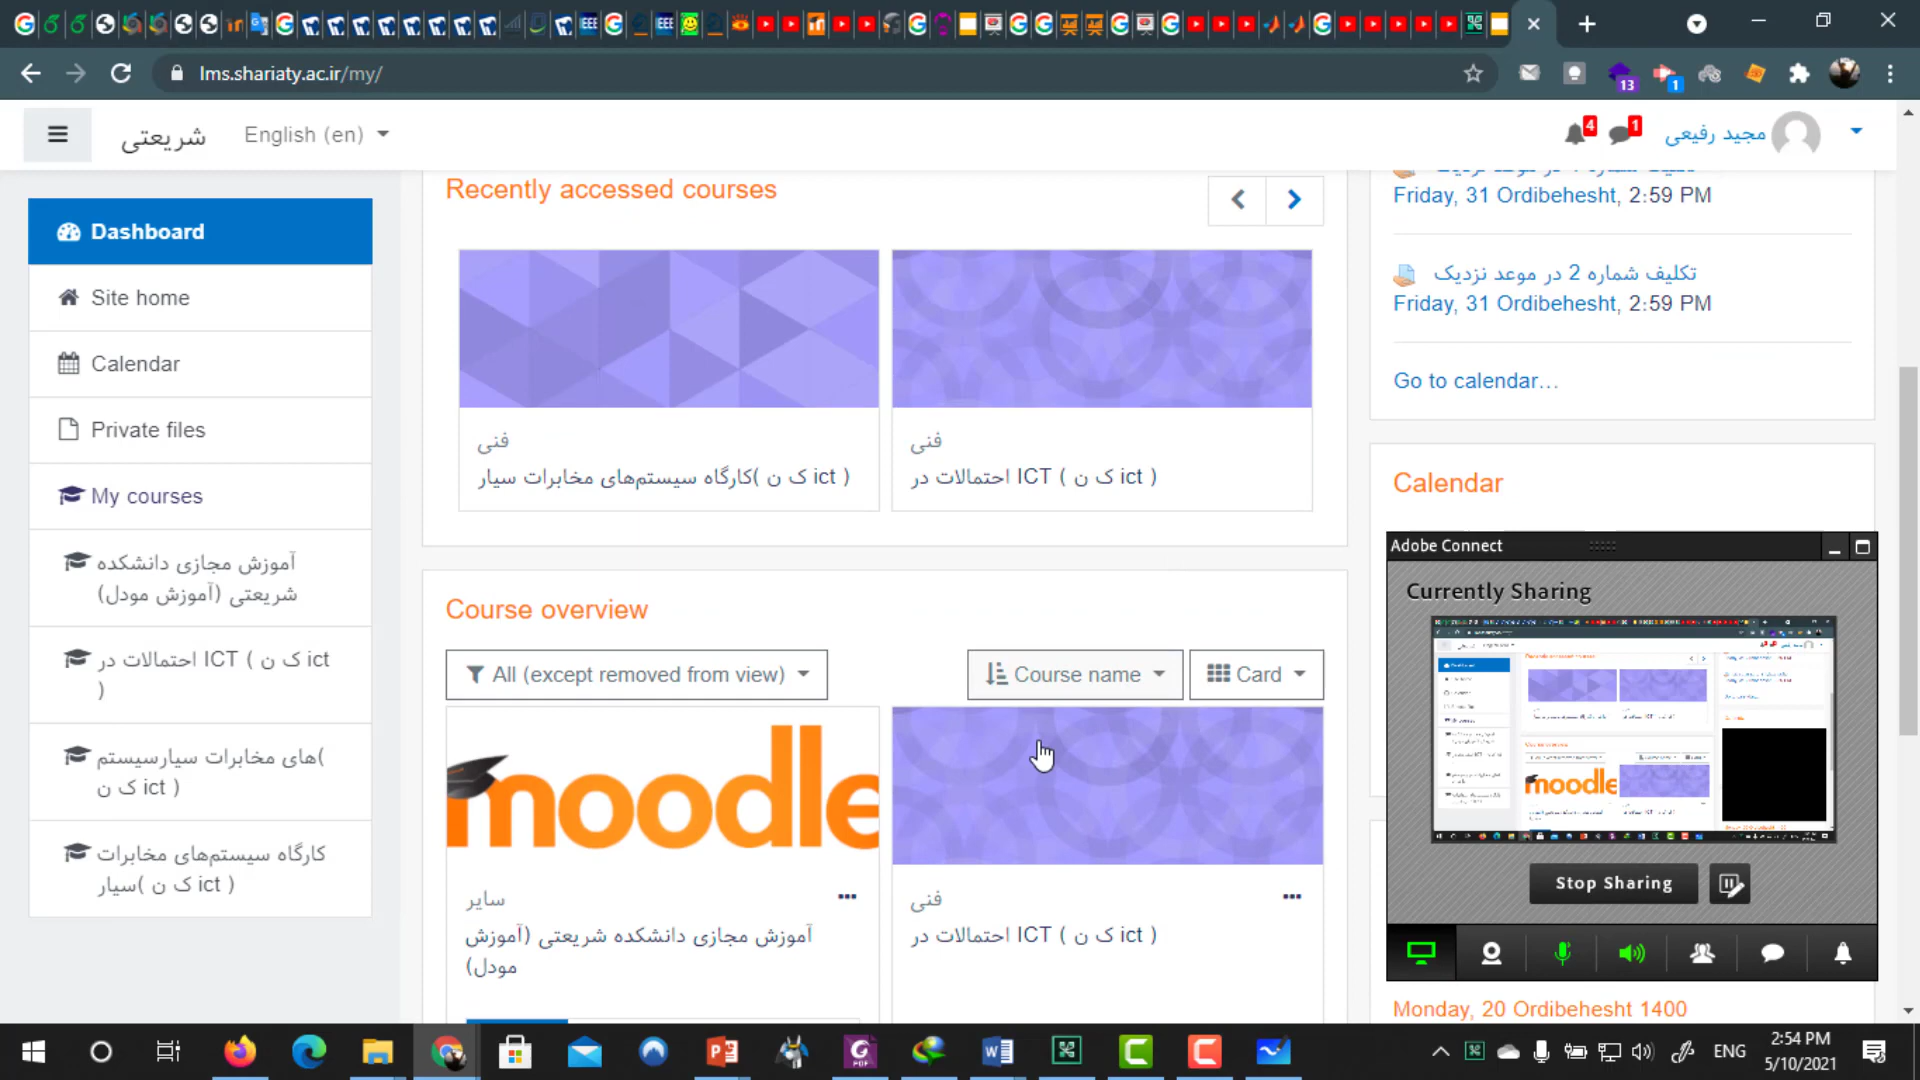 lms.shariaty.ac.ir/my/
13
1
شریعتی
English (en)
4
1
مجید رفیعی
Dashboard
Site home
Calendar
Private files
My courses
آموزش مجازی دانشکده
شریعتی (آموزش مودل)
احتمالات در ICT ( ک ن ict
)
های مخابرات سیارسیستم(
ict ک ن )
کارگاه سیستم‌های مخابرات
سیار( ict ک ن )
Recently accessed courses
فنی
کارگاه سیستم‌های مخابرات سیار( ict ک ن )
فنی
احتمالات در ICT ( ک ن ict )
Course overview
All (except removed from view)
Course name
Card
moodle
سایر
آموزش مجازی دانشکده شریعتی (آموزش
مودل)
فنی
احتمالات در ICT ( ک ن ict )
Friday, 31 Ordibehesht, 2:59 PM
تکلیف شماره 2 در موعد نزدیک
Friday, 31 Ordibehesht, 2:59 PM
Go to calendar...
Calendar
Adobe Connect
Currently Sharing
Stop Sharing
Monday, 20 Ordibehesht 1400
ENG
2:54 PM
5/10/2021